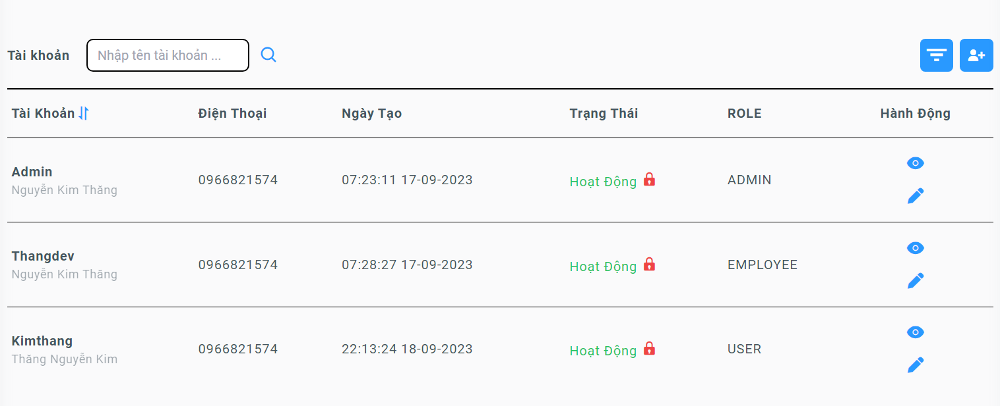 Tài khoản Nhập tên tài khoản ...
Tài Khoản Điện Thoại Ngày Tạo Trạng Thái ROLE Hành Động
Admin
Nguyễn Kim Thăng
0966821574 07:23:11 17-09-2023 Hoạt Động ADMIN
Thangdev
Nguyễn Kim Thăng
0966821574 07:28:27 17-09-2023 Hoạt Động EMPLOYEE
Kimthang
Thăng Nguyễn Kim
0966821574 22:13:24 18-09-2023 Hoạt Động USER